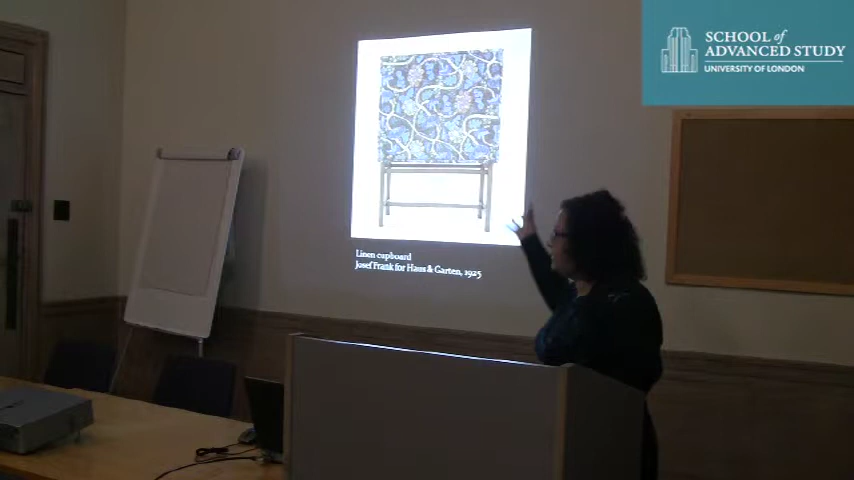 SCHOOL of
ADVANCED STUDY
UNIVERSITY OF LONDON
Linen cupboard
Josef Frank for Haus & Garten, 1925